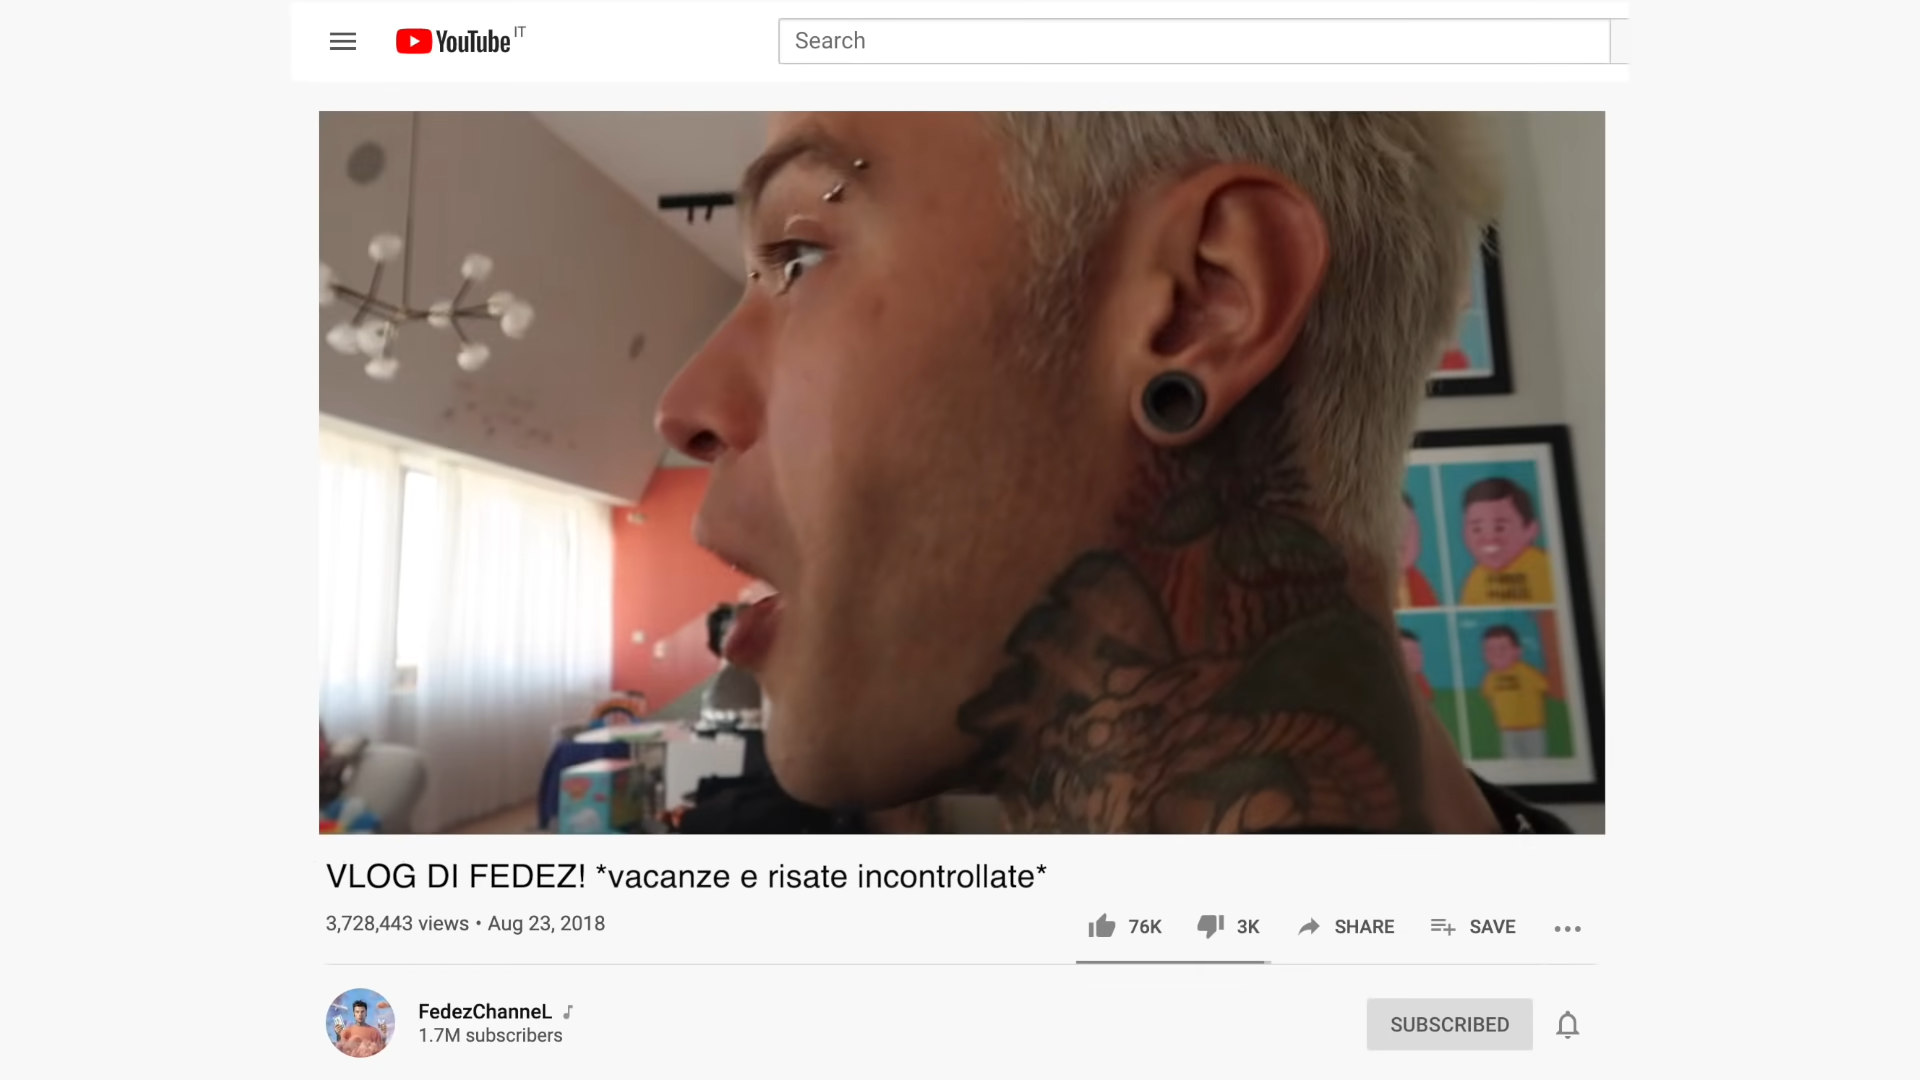 YouTube IT
Search
VLOG DI FEDEZ! *vacanze e risate incontrollate*
3,728,443 views • Aug 23, 2018
76K
3K
SHARE
SAVE
FedezChanneL
1.7M subscribers
SUBSCRIBED